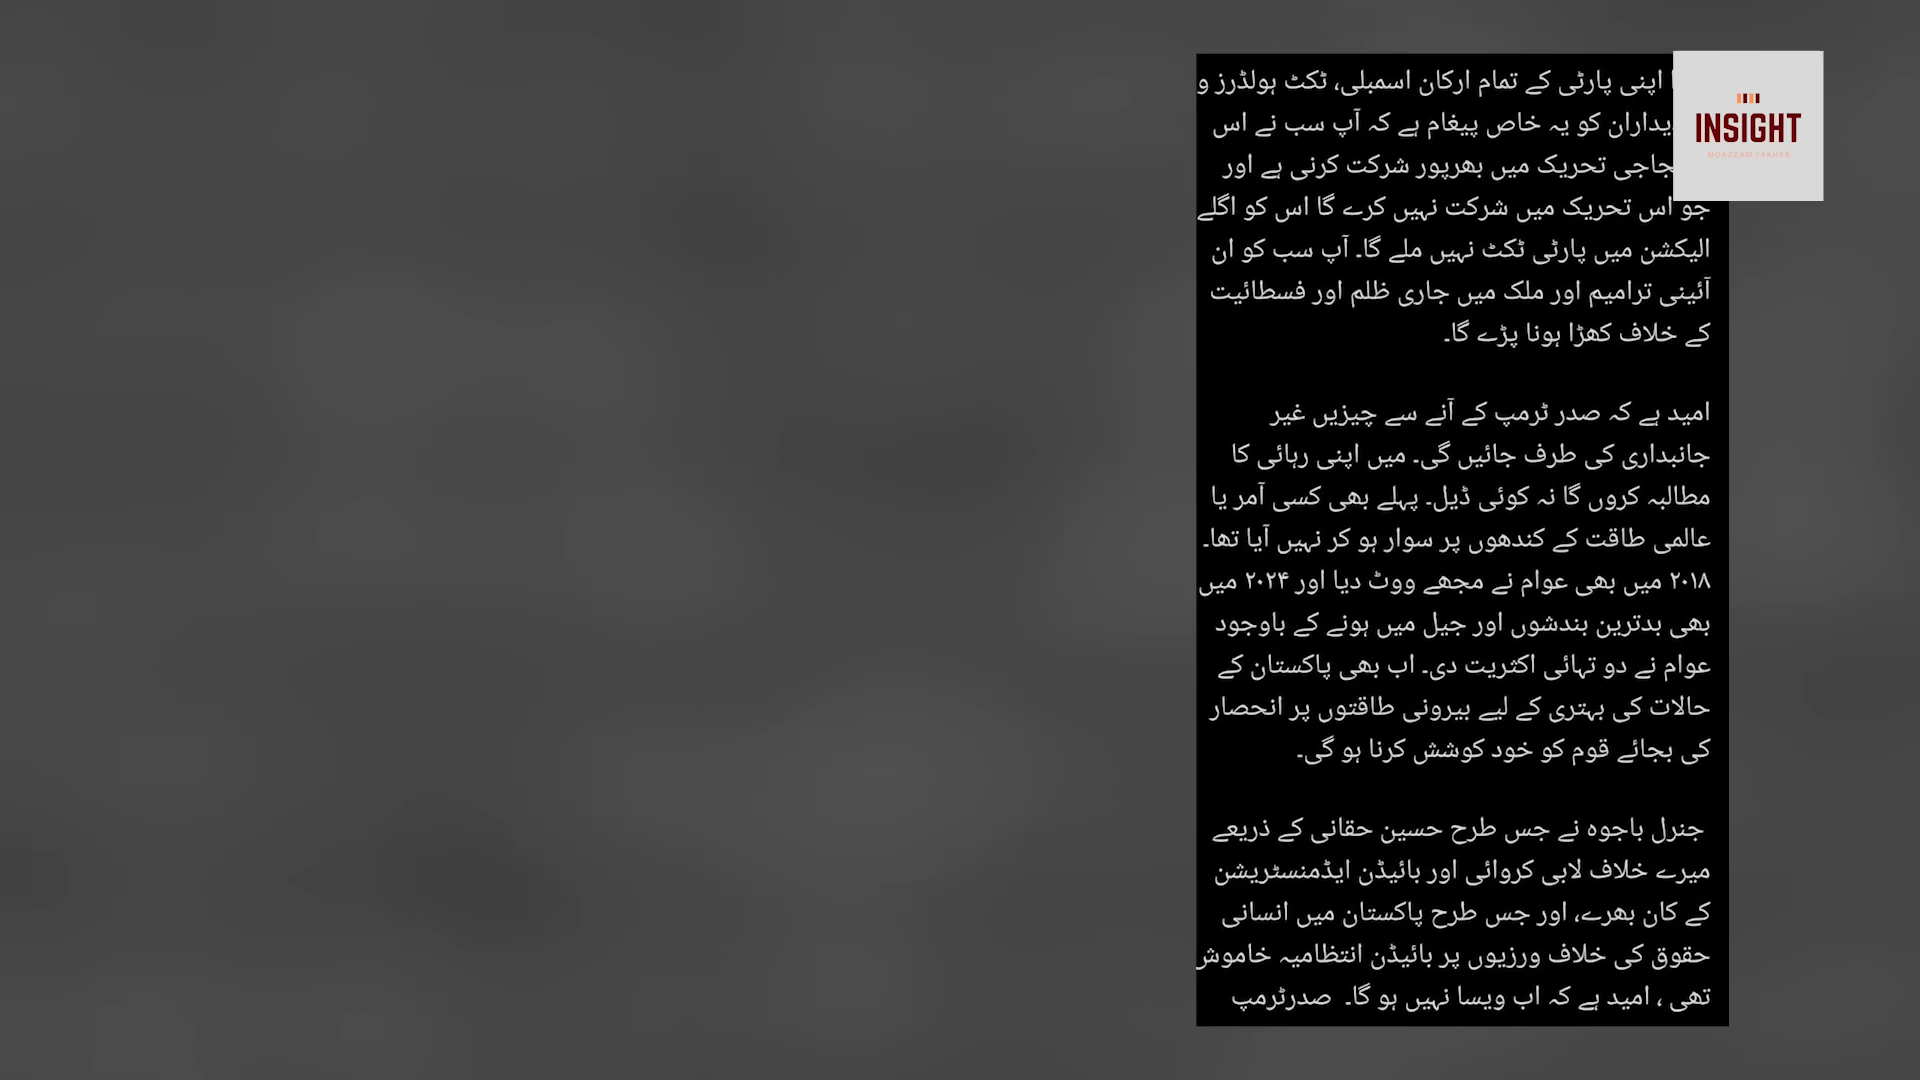 اپنی پارٹی کے تمام ارکان اسمبلی، ٹکٹ ہولڈرز و
کو یہ خاص پیغام ہے کہ آپ سب نے اس
تحریک میں بھرپور شرکت کرنی ہے اور
جو اس تحریک میں شرکت نہیں کرے گا اس کو اگلے
الیکشن میں پارٹی ٹکٹ نہیں ملے گا۔ آپ سب کو ان
آئینی ترامیم اور ملک میں جاری ظلم اور فسطائیت
کے خلاف کھڑا ہونا پڑے گا۔
امید ہے کہ صدر ٹرمپ کے آنے سے چیزیں غیر
جانبداری کی طرف جائیں گی۔ میں اپنی رہائی کا
مطالبہ کروں گا نہ کوئی ڈیل۔ پہلے بھی کسی آمر یا
عالمی طاقت کے کندھوں پر سوار ہو کر نہیں آیا تھا۔
۲۰۱۸ میں بھی عوام نے مجھے ووٹ دیا اور ۲۰۲۴ میں
بھی بدترین بندشوں اور جیل میں ہونے کے باوجود
عوام نے دو تہائی اکثریت دی۔ اب بھی پاکستان کے
حالات کی بہتری کے لیے بیرونی طاقتوں پر انحصار
کی بجائے قوم کو خود کوشش کرنا ہو گی۔
جنرل باجوہ نے جس طرح حسین حقانی کے ذریعے
میرے خلاف لابی کروائی اور بائیڈن ایڈمنسٹریشن
کے کان بھرے، اور جس طرح پاکستان میں انسانی
حقوق کی خلاف ورزیوں پر بائیڈن انتظامیہ خاموش
تھی ، امید ہے کہ اب ویسا نہیں ہو گا۔ صدرٹرمپ
INSIGHT
MOAZZAM FAKHAR